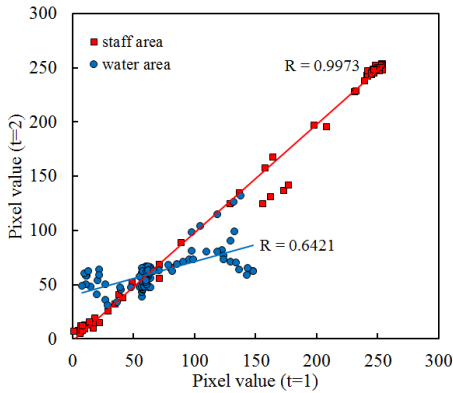 300
staff area
water area
R = 0.9973
250
200
150
100
R = 0.6421
50
0
0 50 100 150 200 250 300
Pixel value (t=2)
Pixel value (t=1)